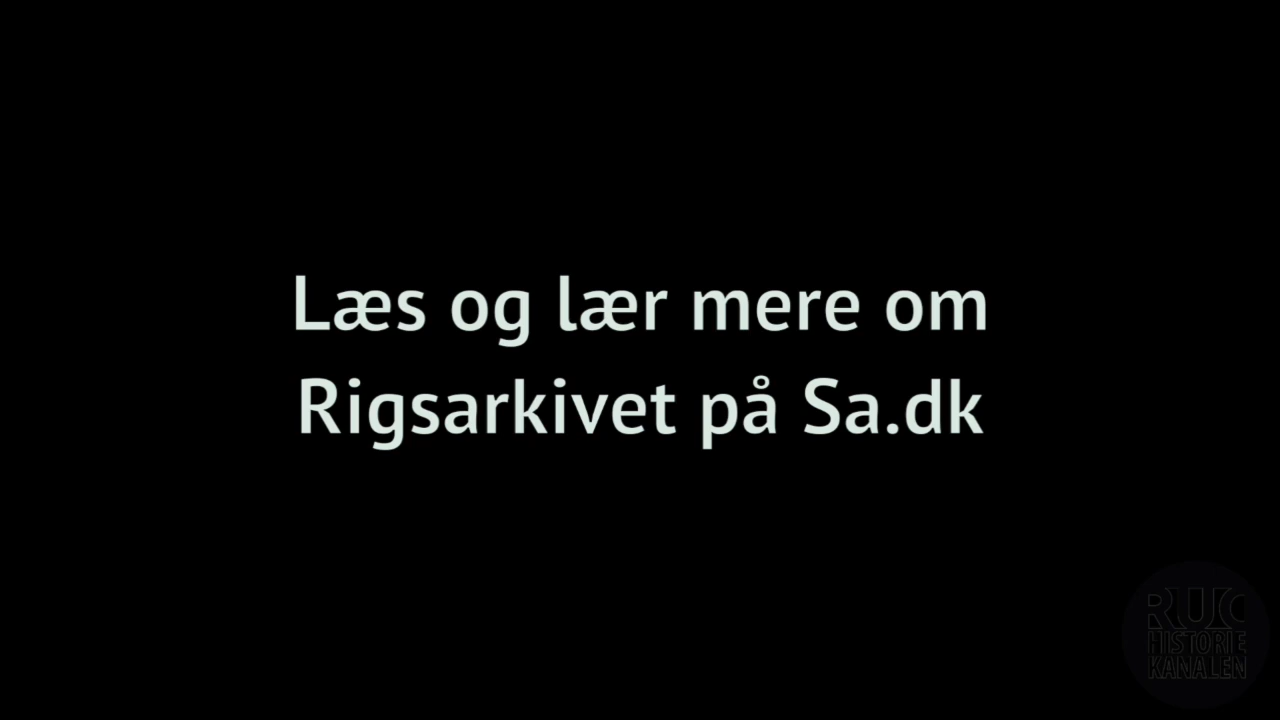 Læs og lær mere om
Rigsarkivet på Sa.dk
RUC
HISTORIE
KANALEN